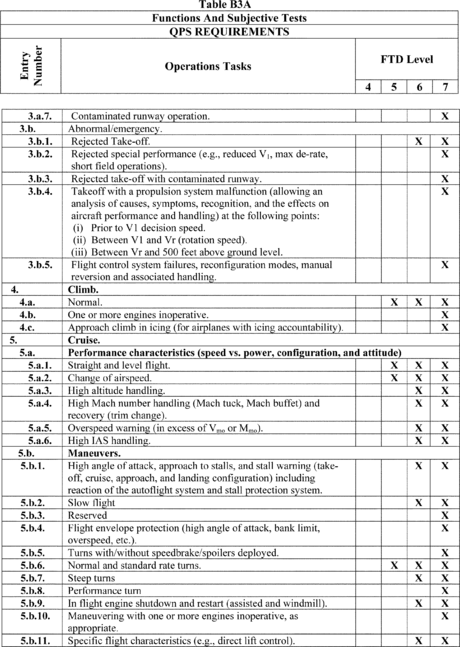 Table B3A
Functions And Subjective Tests
QPS REQUIREMENTS
Entry Number Operations Tasks FTD Level
4 5 6 7
3.a.7. Contaminated runway operation. X
3.b. Abnormal/emergency.
3.b.1. Rejected Take-off. X X
3.b.2. Rejected special performance (e.g., reduced V1, max de-rate, X
short field operations).
3.b.3. Rejected take-off with contaminated runway. X
3.b.4. Takeoff with a propulsion system malfunction (allowing an X
analysis of causes, symptoms, recognition, and the effects on
aircraft performance and handling) at the following points:
(i) Prior to V1 decision speed.
(ii) Between V1 and Vr (rotation speed).
(iii) Between Vr and 500 feet above ground level.
3.b.5. Flight control system failures, reconfiguration modes, manual X
reversion and associated handling.
4. Climb.
4.a. Normal. X X X
4.b. One or more engines inoperative. X
4.c. Approach climb in icing (for airplanes with icing accountability). X
5. Cruise.
5.a. Performance characteristics (speed vs. power, configuration, and attitude)
5.a.1. Straight and level flight. X X X
5.a.2. Change of airspeed. X X X
5.a.3. High altitude handling. X X
5.a.4. High Mach number handling (Mach tuck, Mach buffet) and X X
recovery (trim change).
5.a.5. Overspeed warning (in excess of Vmo or Mmo). X X
5.a.6. High IAS handling. X X
5.b. Maneuvers.
5.b.1. High angle of attack, approach to stalls, and stall warning (take- X X
off, cruise, approach, and landing configuration) including
reaction of the autoflight system and stall protection system.
5.b.2. Slow flight X X
5.b.3. Reserved X
5.b.4. Flight envelope protection (high angle of attack, bank limit, X
overspeed, etc.).
5.b.5. Turns with/without speedbrake/spoilers deployed. X
5.b.6. Normal and standard rate turns. X X X
5.b.7. Steep turns X X
5.b.8. Performance turn X
5.b.9. In flight engine shutdown and restart (assisted and windmill). X X
5.b.10. Maneuvering with one or more engines inoperative, as X
appropriate.
5.b.11. Specific flight characteristics (e.g., direct lift control). X X